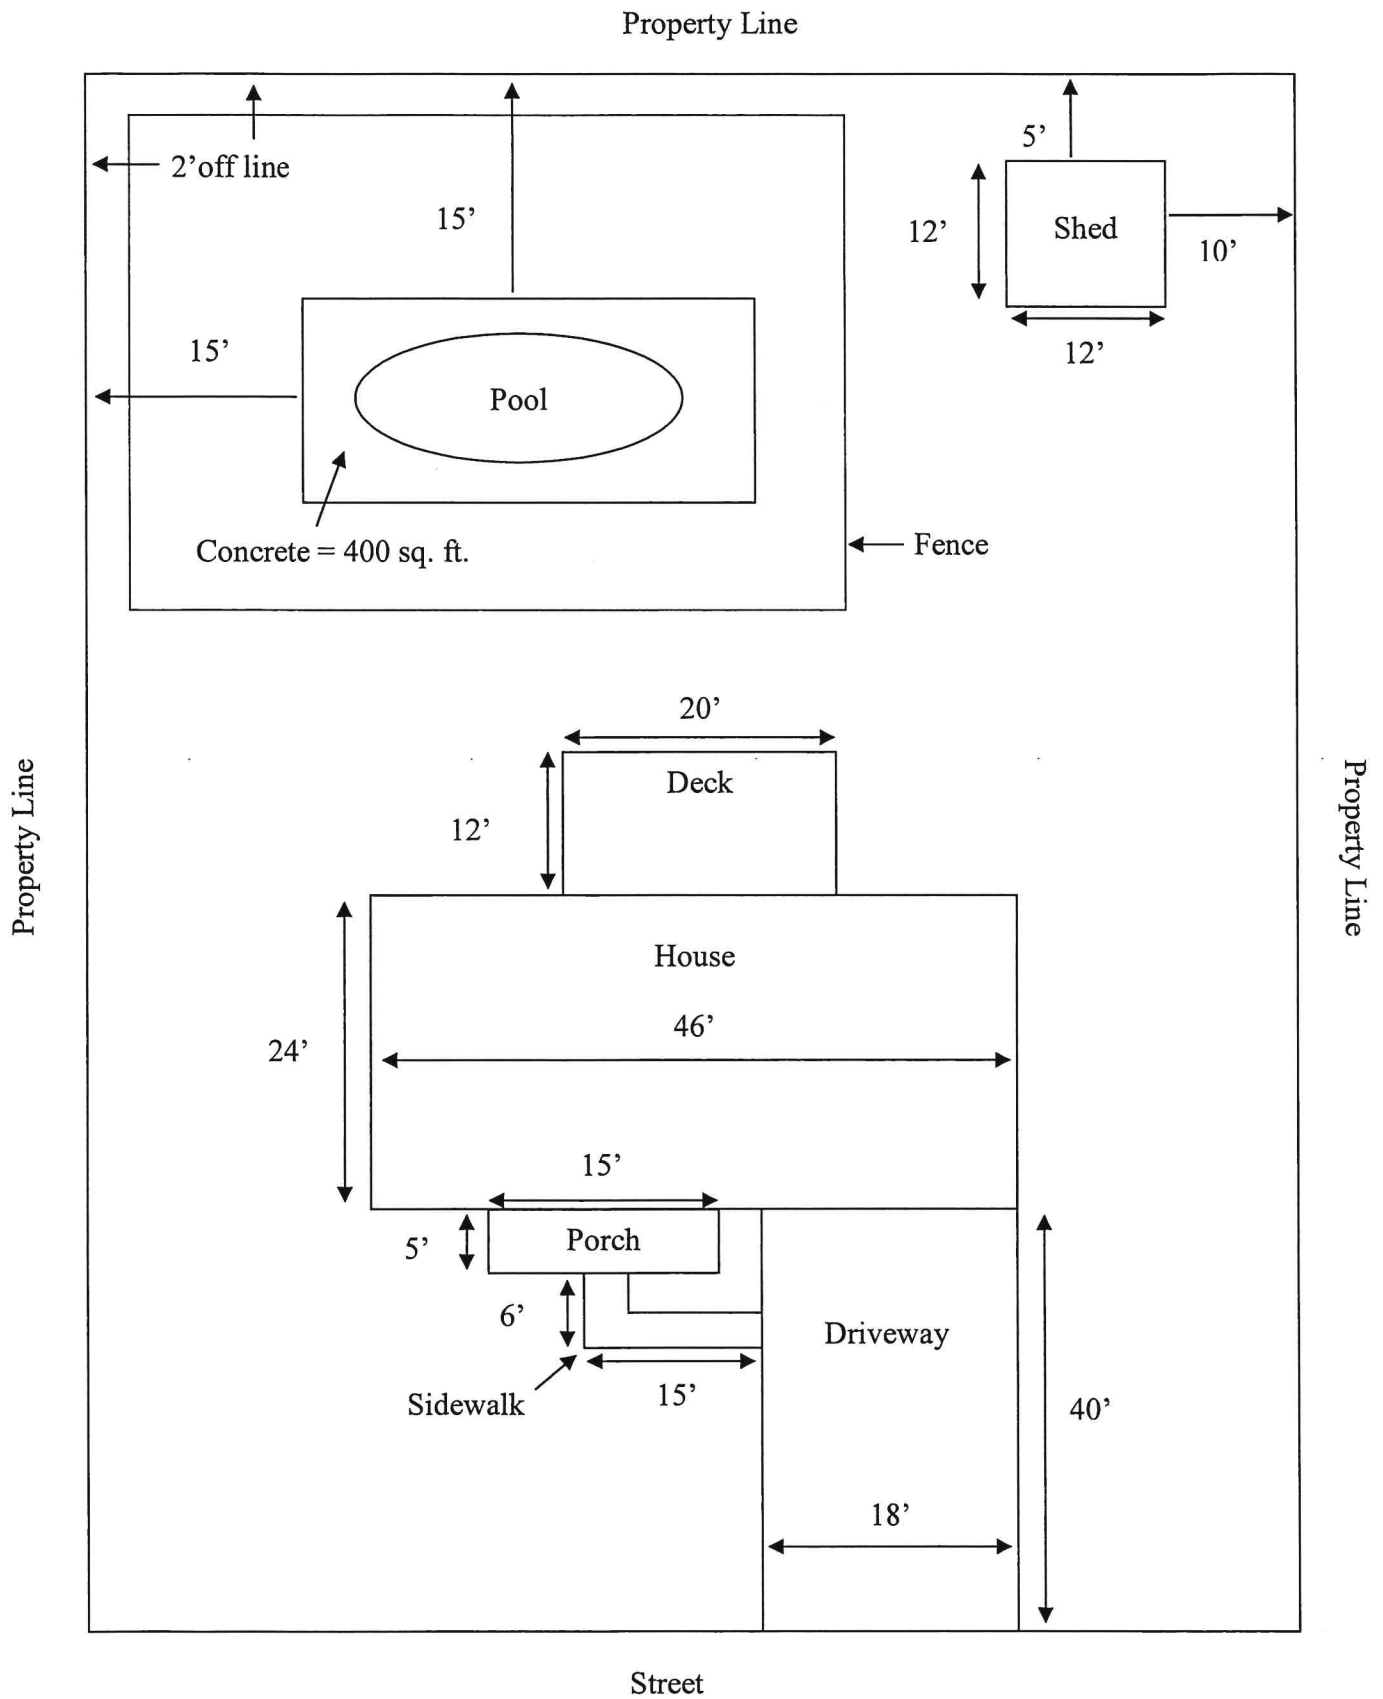 Property Line
5’
2’off line
15’
12’
Shed
10’
15’
12’
Pool
Concrete = 400 sq. ft.
Fence
20’
Property Line
Property Line
Deck
12’
House
46’
24’
15’
5’
Porch
6’
Driveway
15’
Sidewalk
40’
18’
Street